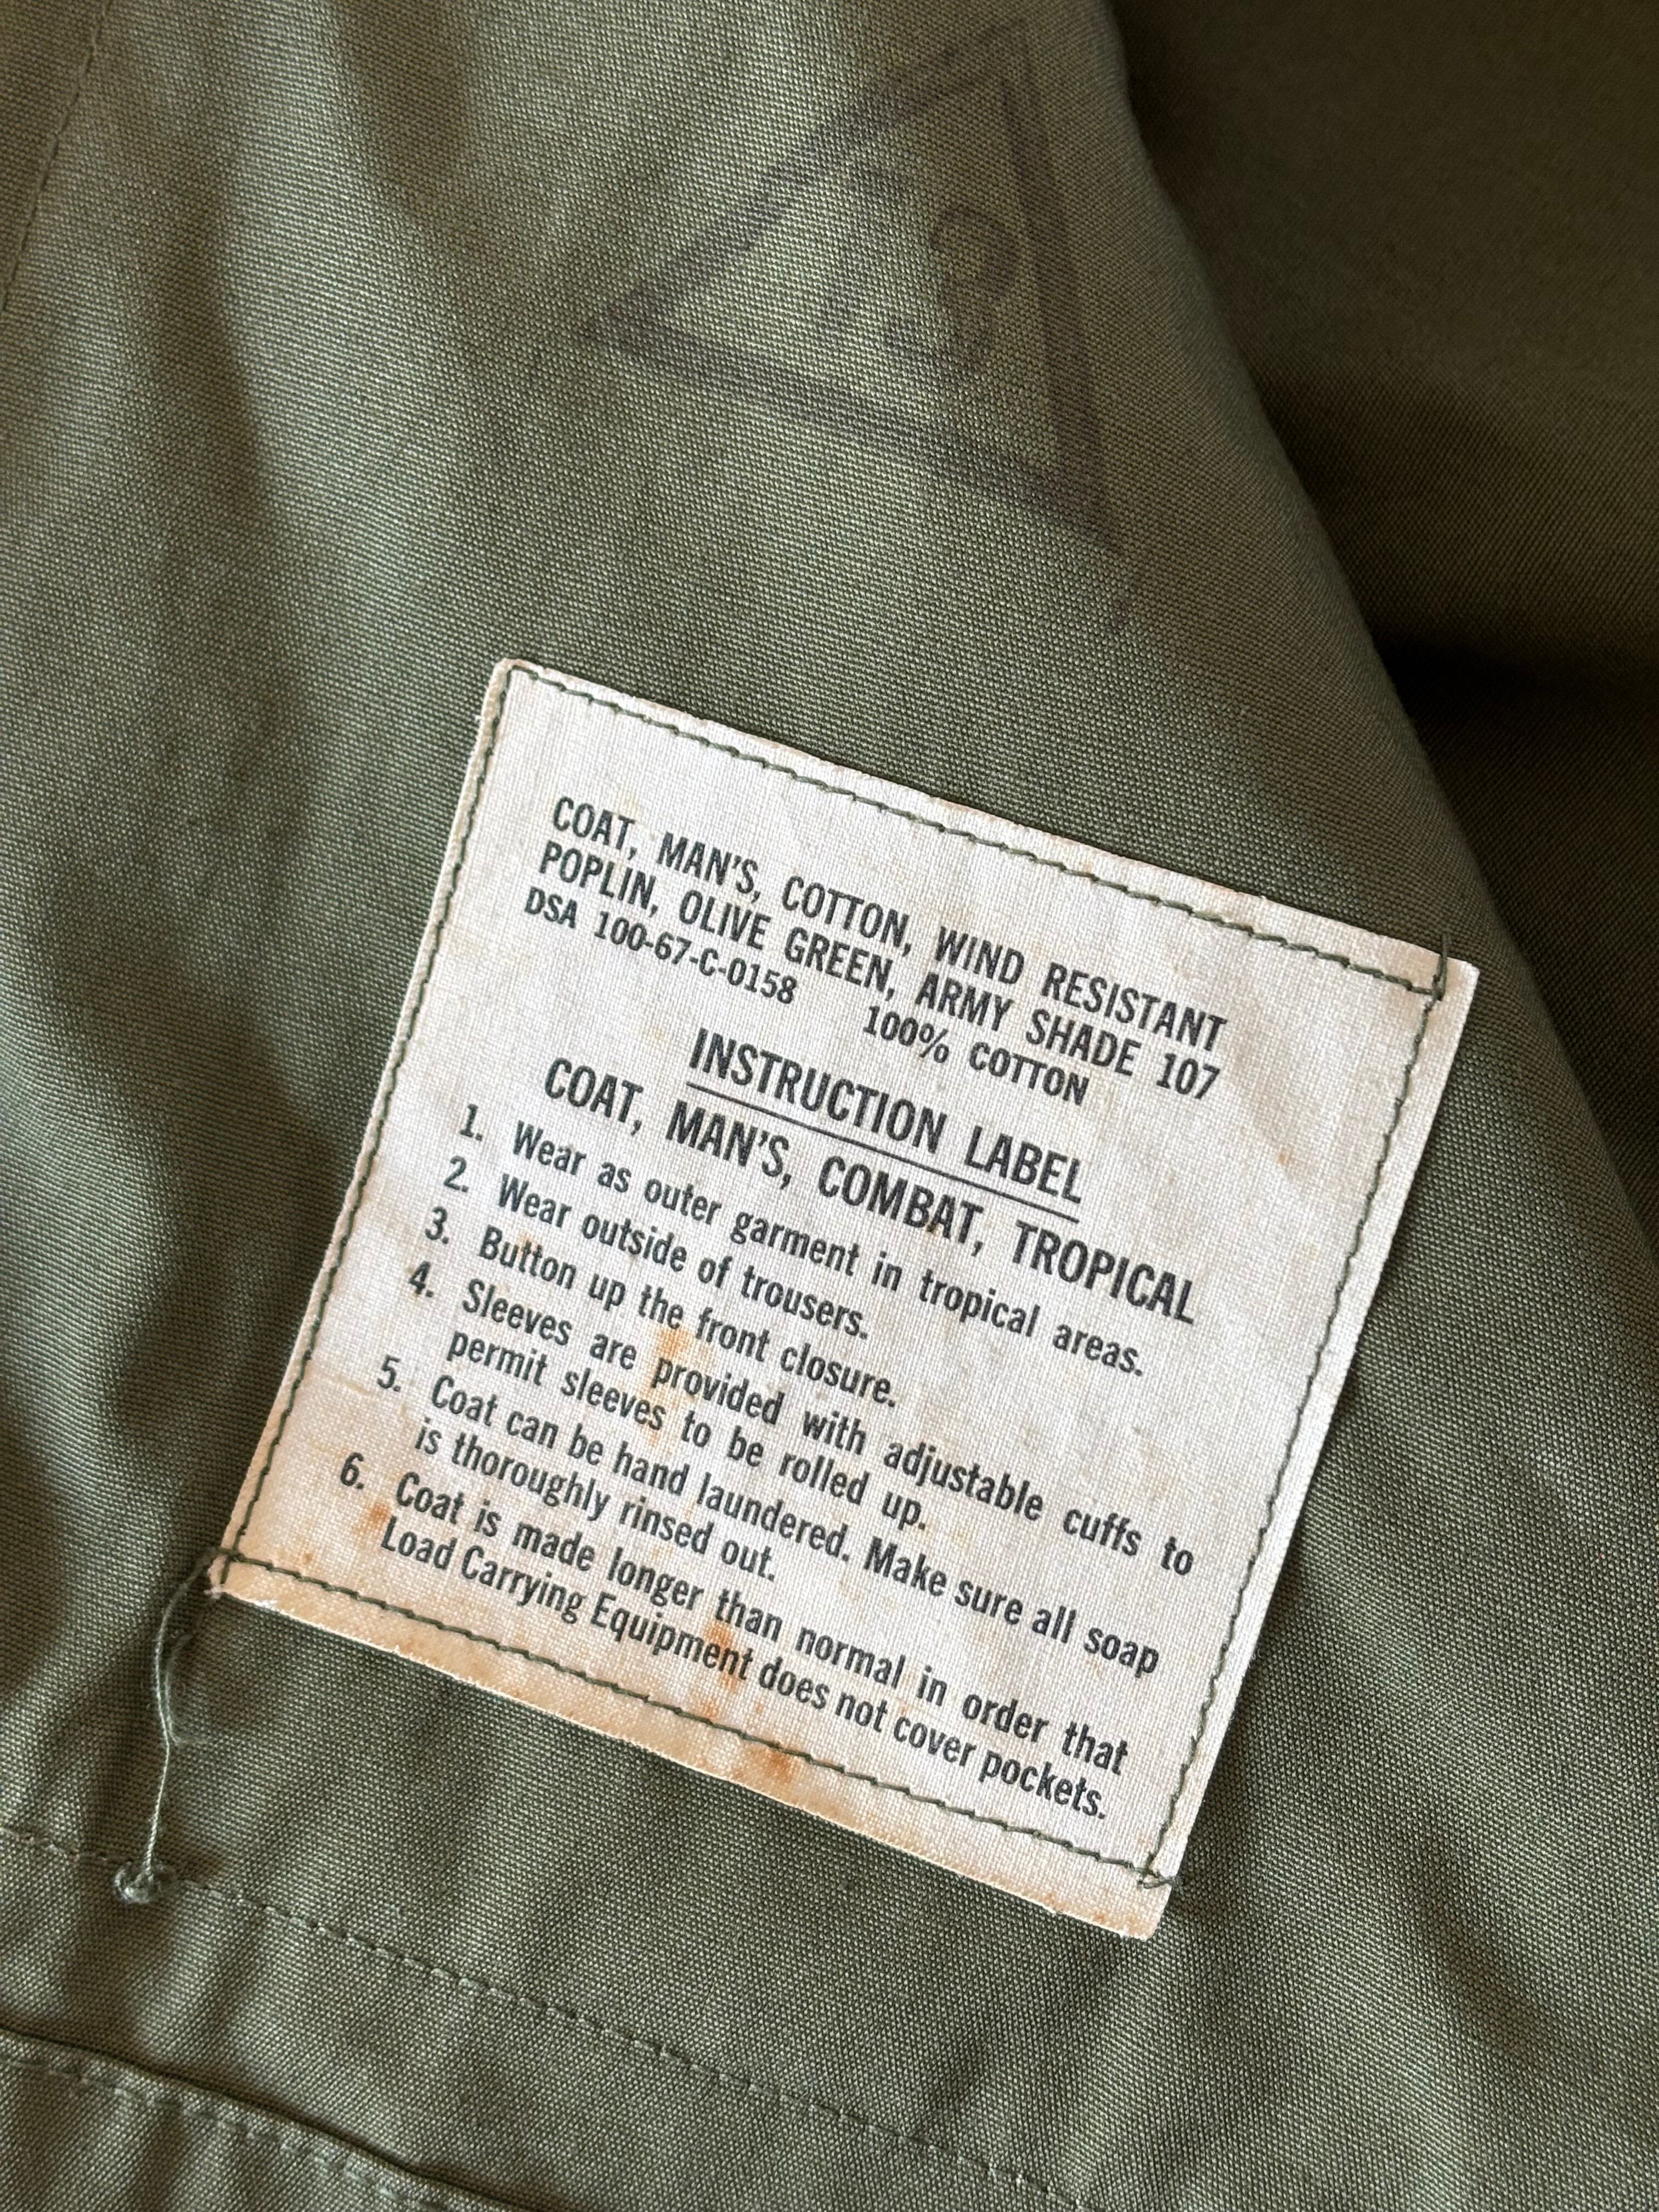 COAT, MAN'S, COTTON, WIND RESISTANT
POPLIN, OLIVE GREEN, ARMY SHADE 107
DSA 100-67-C-0158 100% COTTON
INSTRUCTION LABEL
COAT, MAN'S, COMBAT, TROPICAL
1. Wear as outer garment in tropical areas.
2. Wear outside of trousers.
3. Button up the front closure.
4. Sleeves are provided with adjustable cuffs to
permit sleeves to be rolled up.
5. Coat can be hand laundered. Make sure all soap
is thoroughly rinsed out.
6. Coat is made longer than normal in order that
Load Carrying Equipment does not cover pockets.